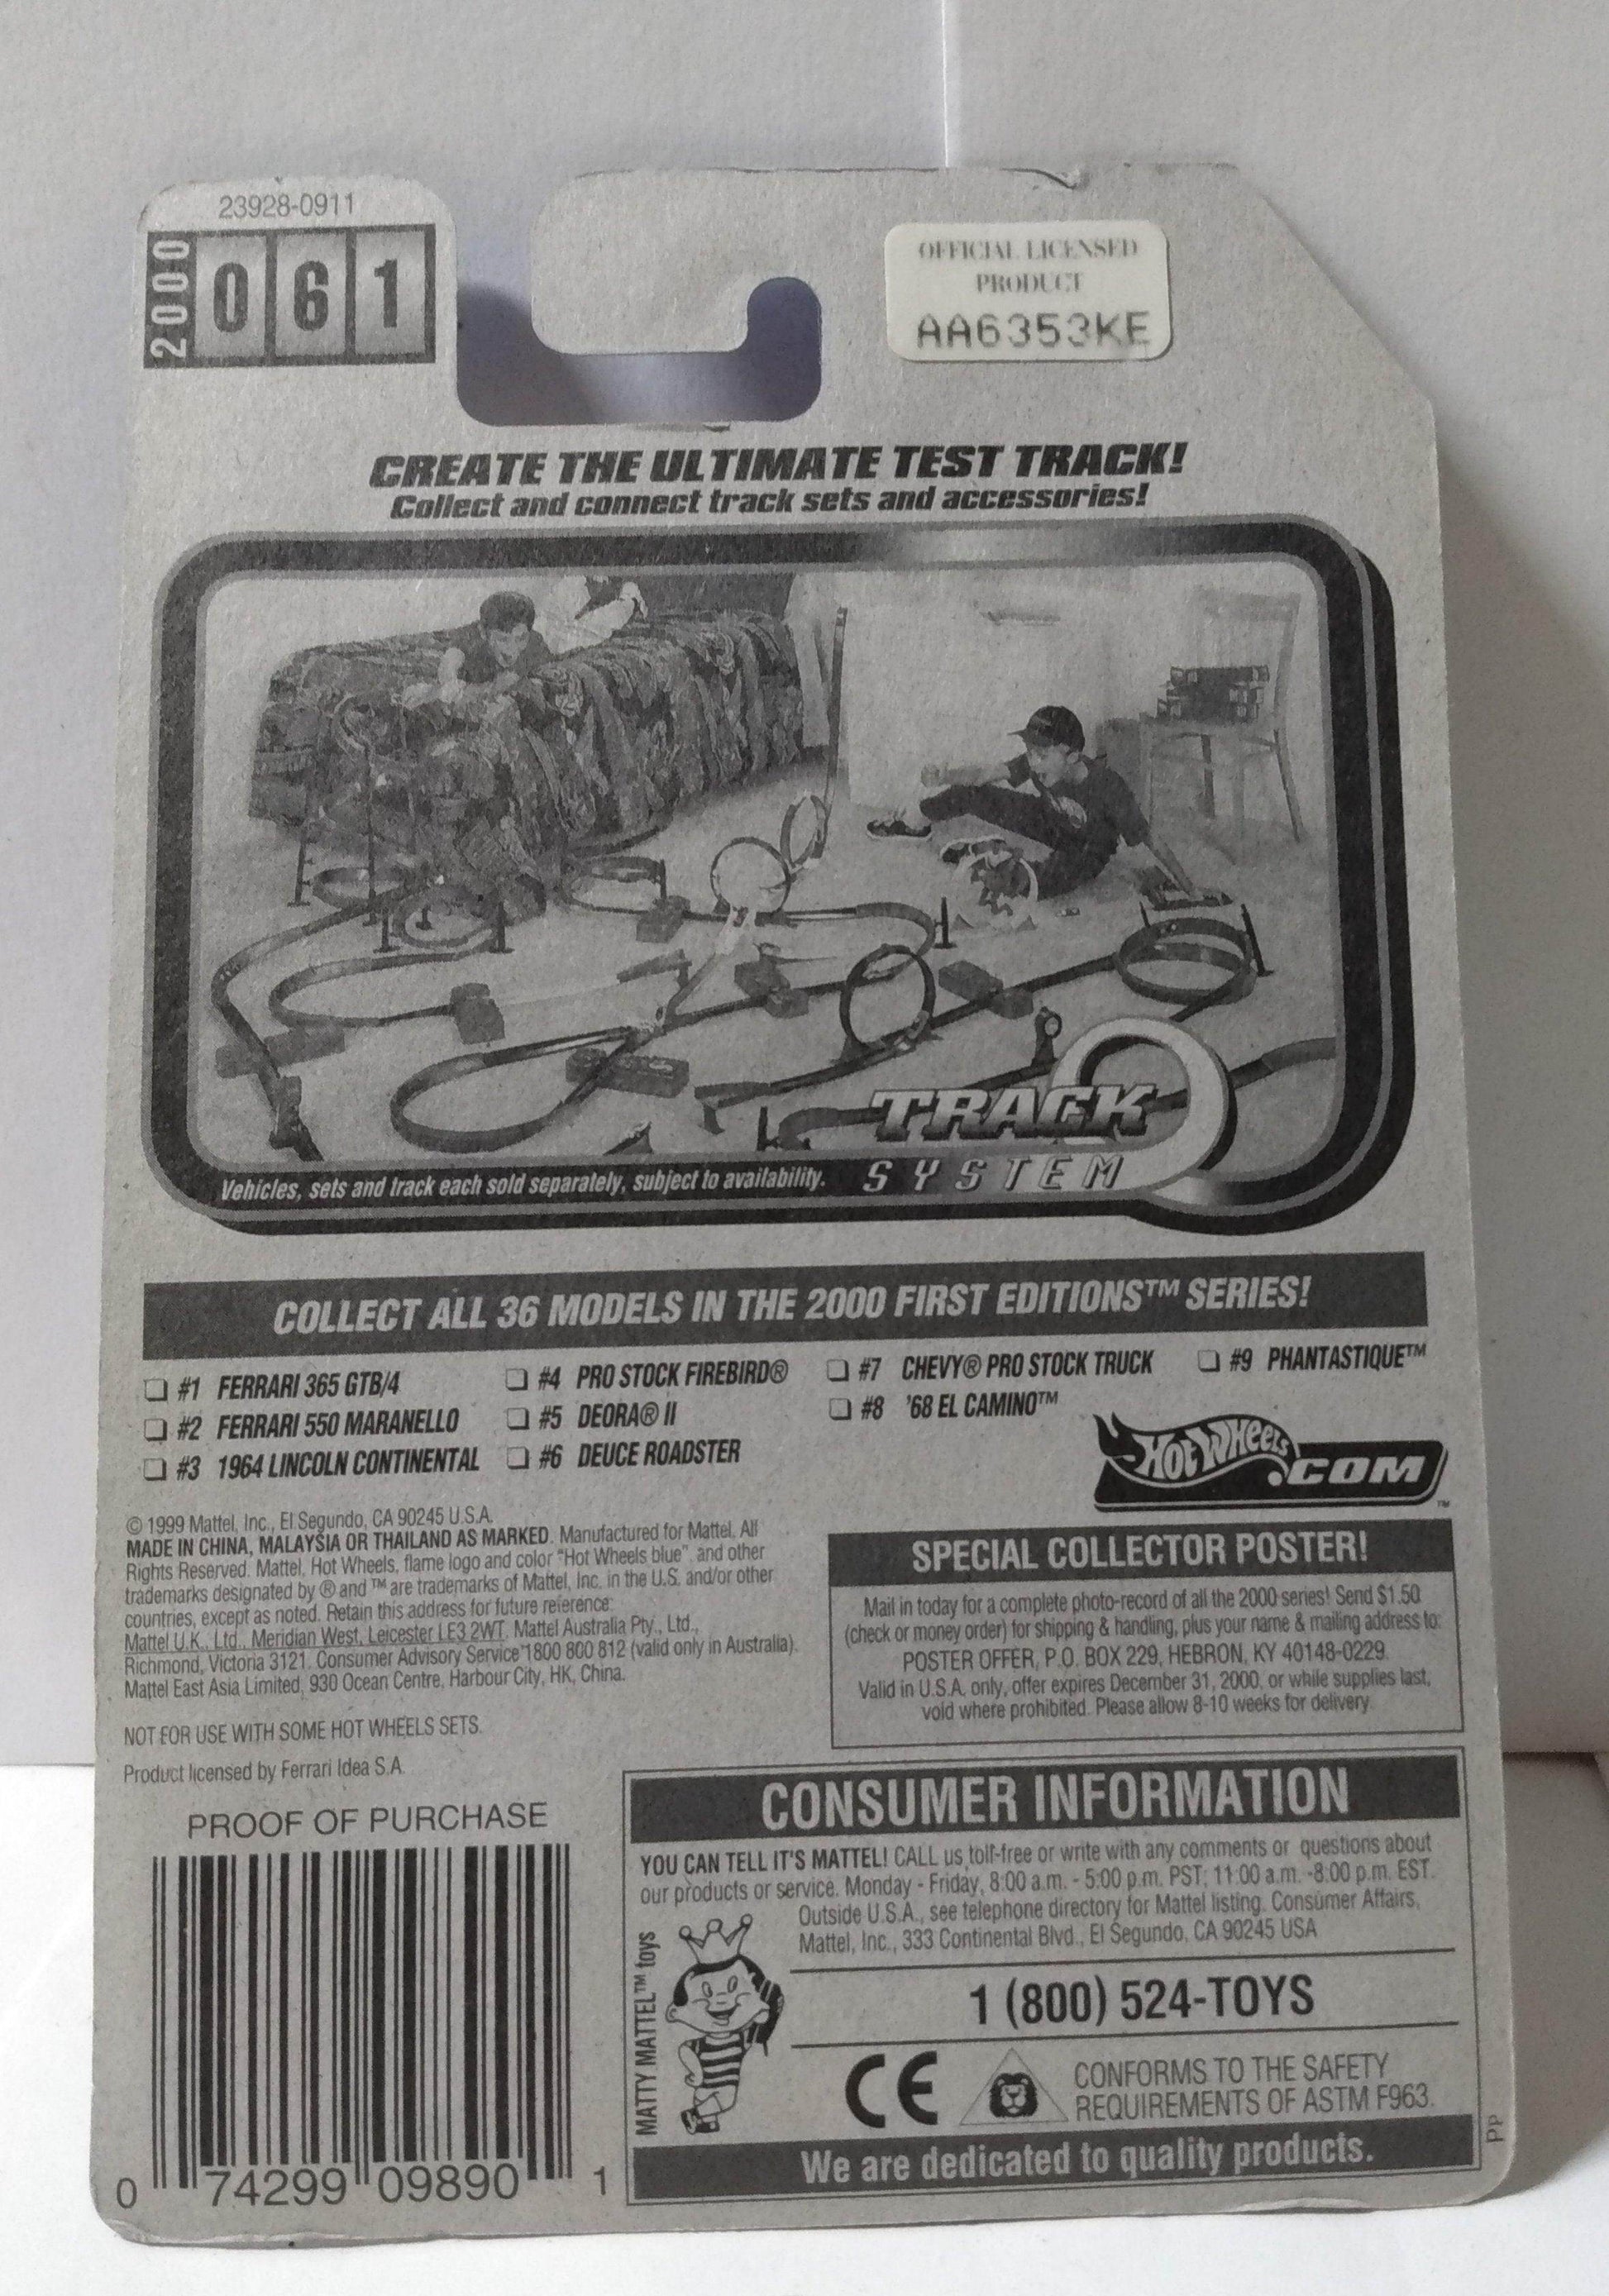 23928-0911
2000 061
OFFICIAL LICENSED
PRODUCT
AA6353KE
CREATE THE ULTIMATE TEST TRACK!
Collect and connect track sets and accessories!
TRACK
Vehicles, sets and track each sold separately, subject to availability. SYSTEM
COLLECT ALL 36 MODELS IN THE 2000 FIRST EDITIONS™ SERIES!
#1 FERRARI 365 GTB/4
#2 FERRARI 550 MARANELLO
#3 1964 LINCOLN CONTINENTAL
#4 PRO STOCK FIREBIRD®
#5 DEORA® II
#6 DEUCE ROADSTER
#7 CHEVY® PRO STOCK TRUCK
#8 '68 EL CAMINO™
#9 PHANTASTIQUE™
HOT WHEELS.COM™
© 1999 Mattel, Inc., El Segundo, CA 90245 U.S.A.
MADE IN CHINA, MALAYSIA OR THAILAND AS MARKED. Manufactured for Mattel. All
Rights Reserved. Mattel, Hot Wheels, flame logo and color "Hot Wheels blue", and other
trademarks designated by ® and ™ are trademarks of Mattel, Inc. in the U.S. and/or other
countries, except as noted. Retain this address for future reference:
Mattel U.K., Ltd., Meridian West, Leicester LE3 2WT. Mattel Australia Pty., Ltd.,
Richmond, Victoria 3121. Consumer Advisory Service 1800 800 812 (valid only in Australia).
Mattel East Asia Limited, 930 Ocean Centre, Harbour City, HK, China.
NOT FOR USE WITH SOME HOT WHEELS SETS.
Product licensed by Ferrari Idea S.A.
SPECIAL COLLECTOR POSTER!
Mail in today for a complete photo-record of all the 2000 series! Send $1.50
(check or money order) for shipping & handling, plus your name & mailing address to:
POSTER OFFER, P.O. BOX 229, HEBRON, KY 40148-0229.
Valid in U.S.A. only, offer expires December 31, 2000, or while supplies last,
void where prohibited. Please allow 8-10 weeks for delivery.
PROOF OF PURCHASE
0 74299 09890 1
CONSUMER INFORMATION
YOU CAN TELL IT'S MATTEL! CALL us toll-free or write with any comments or questions about
our products or service. Monday - Friday, 8:00 a.m. - 5:00 p.m. PST; 11:00 a.m. -8:00 p.m. EST.
Outside U.S.A., see telephone directory for Mattel listing. Consumer Affairs,
Mattel, Inc., 333 Continental Blvd., El Segundo, CA 90245 USA
MATTY MATTEL™ toys
1 (800) 524-TOYS
CE
CONFORMS TO THE SAFETY
REQUIREMENTS OF ASTM F963.
We are dedicated to quality products.
PP